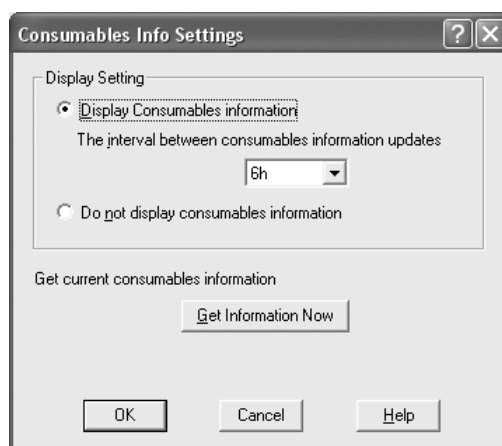 Consumables Info Settings
Display Setting
Display Consumables information
The interval between consumables information updates
6h
Do not display consumables information
Get current consumables information
Get Information Now
OK Cancel Help